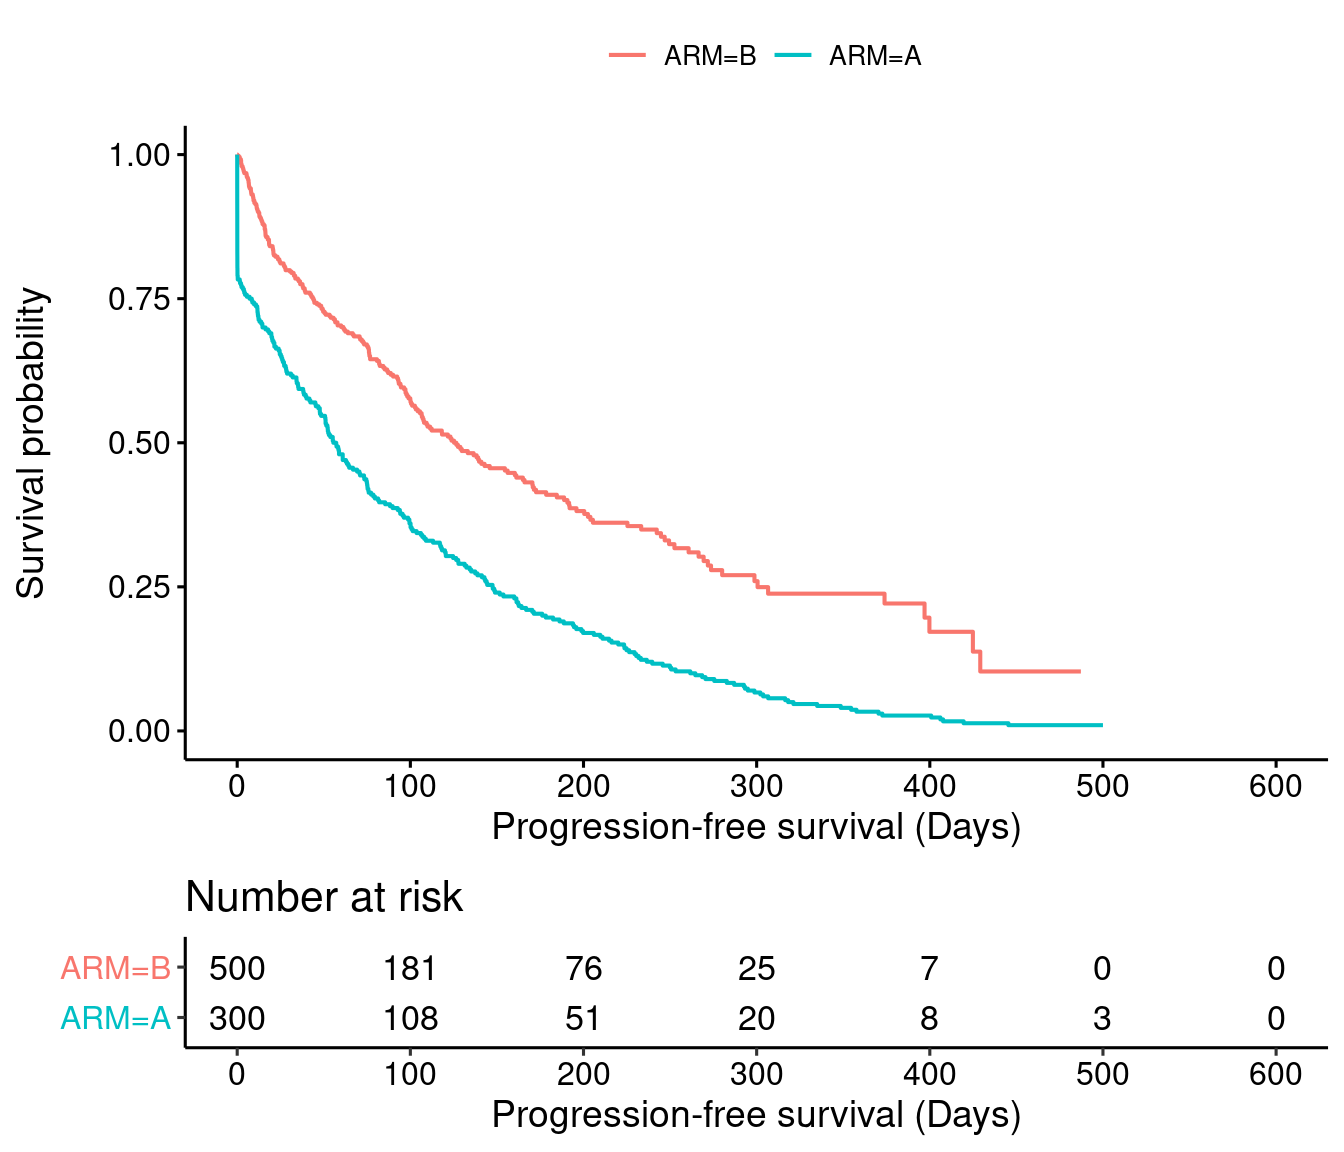 ARM=B ARM=A
Survival probability
1.00
0.75
0.50
0.25
0.00
0 100 200 300 400 500 600
Progression-free survival (Days)
Number at risk
ARM=B 500 181 76 25 7 0 0
ARM=A 300 108 51 20 8 3 0
0 100 200 300 400 500 600
Progression-free survival (Days)